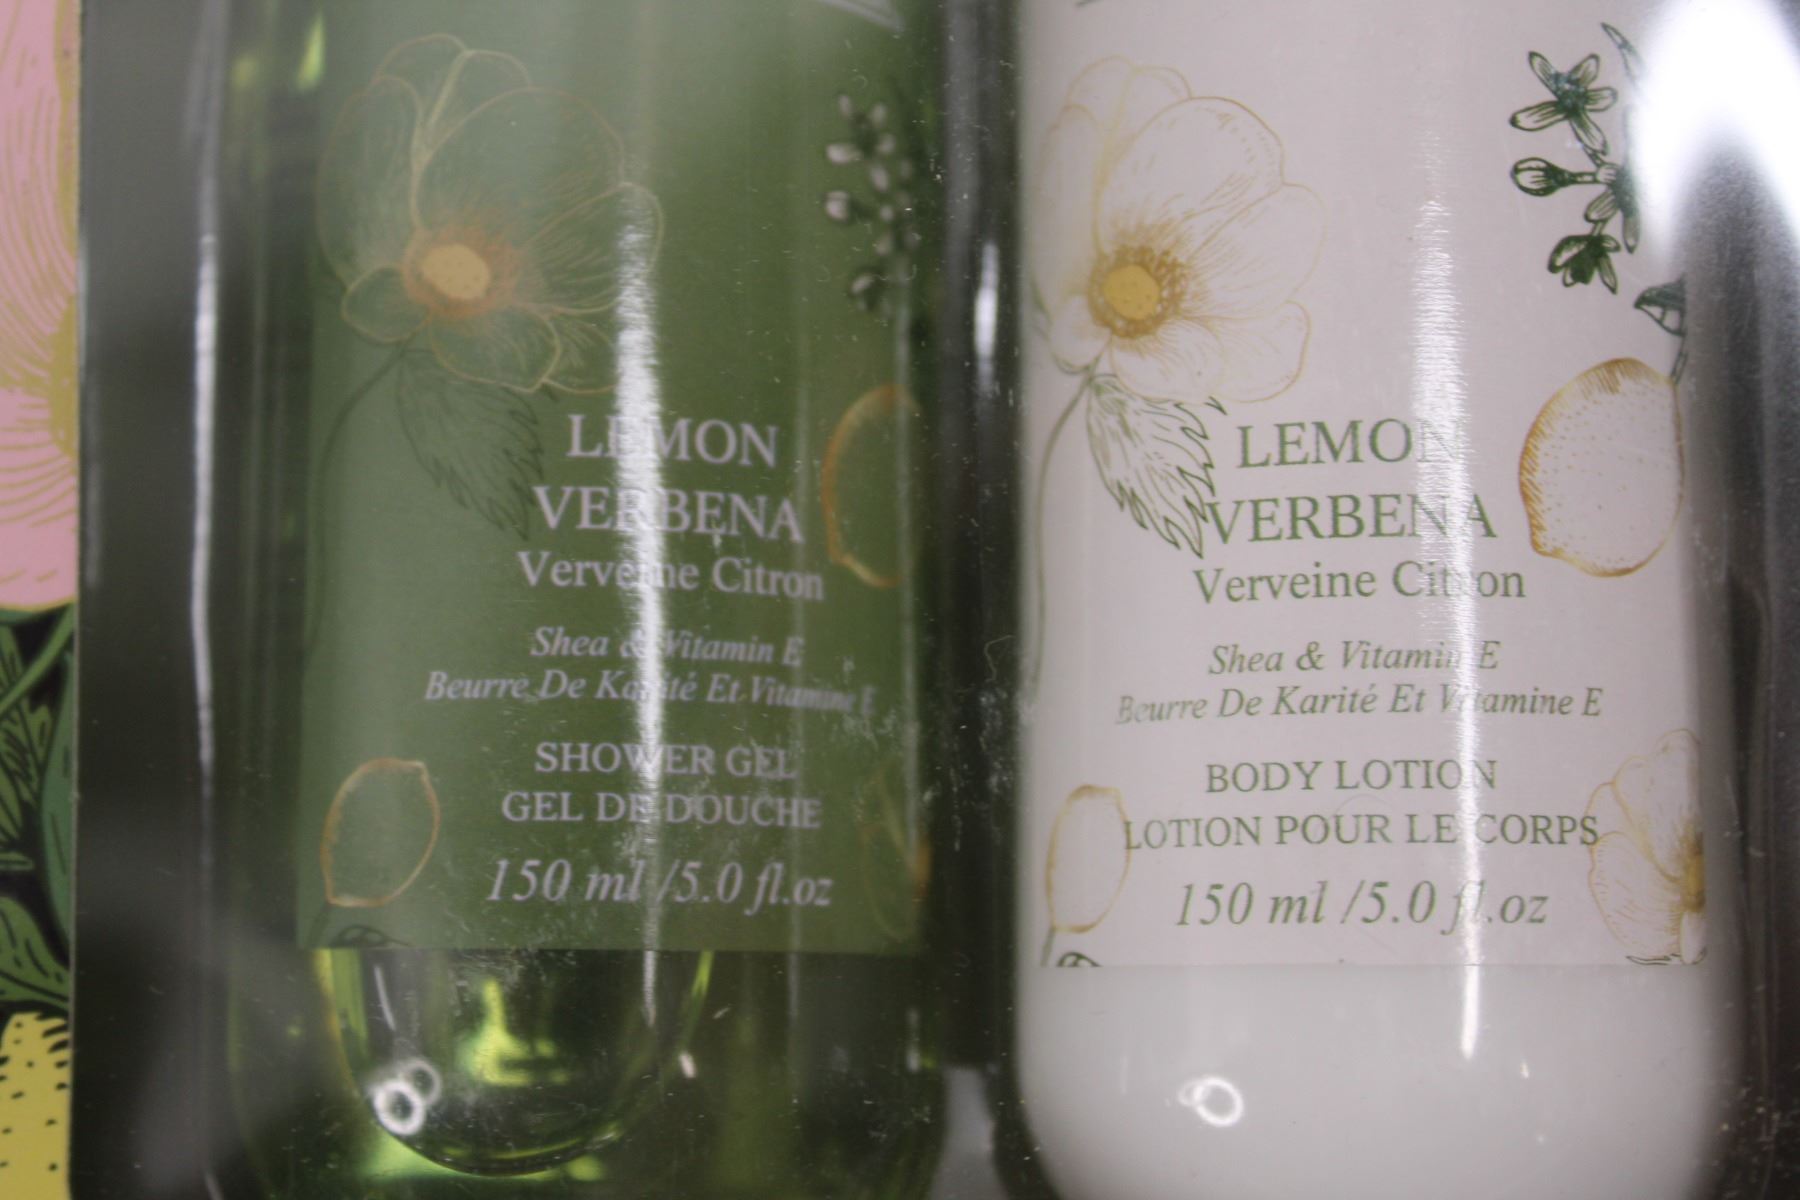 LEMON
VERBENA
Verveine Citron
Shea & Vitamin E
Beurre De Karité Et Vitamine E
SHOWER GEL
GEL DE DOUCHE
150 ml /5.0 fl.oz
LEMON
VERBENA
Verveine Citron
Shea & Vitamin E
Beurre De Karité Et Vitamine E
BODY LOTION
LOTION POUR LE CORPS
150 ml /5.0 fl.oz